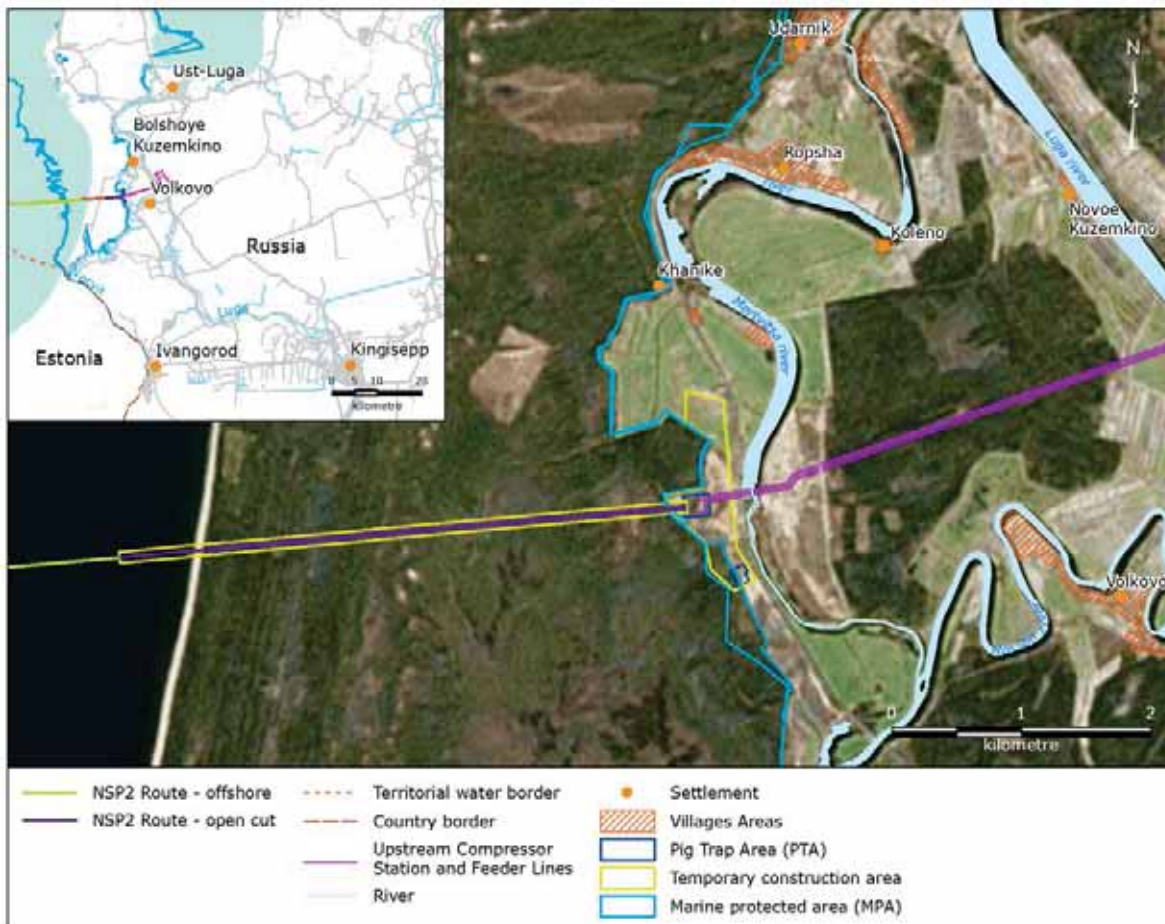 Ust-Luga
Bolshoye
Kuzemkino
Volkovo
Russia
Luga
Estonia
Ivangorod
Kingisepp
0 5 10 20
kilometre
Udarnik
N
Ropsha
river
Luga river
Novoe
Kuzemkino
Koleno
Khanike
Mertvitsa river
Volkovo
0 1 2
kilometre
NSP2 Route - offshore
NSP2 Route - open cut
Territorial water border
Country border
Upstream Compressor
Station and Feeder Lines
River
Settlement
Villages Areas
Pig Trap Area (PTA)
Temporary construction area
Marine protected area (MPA)